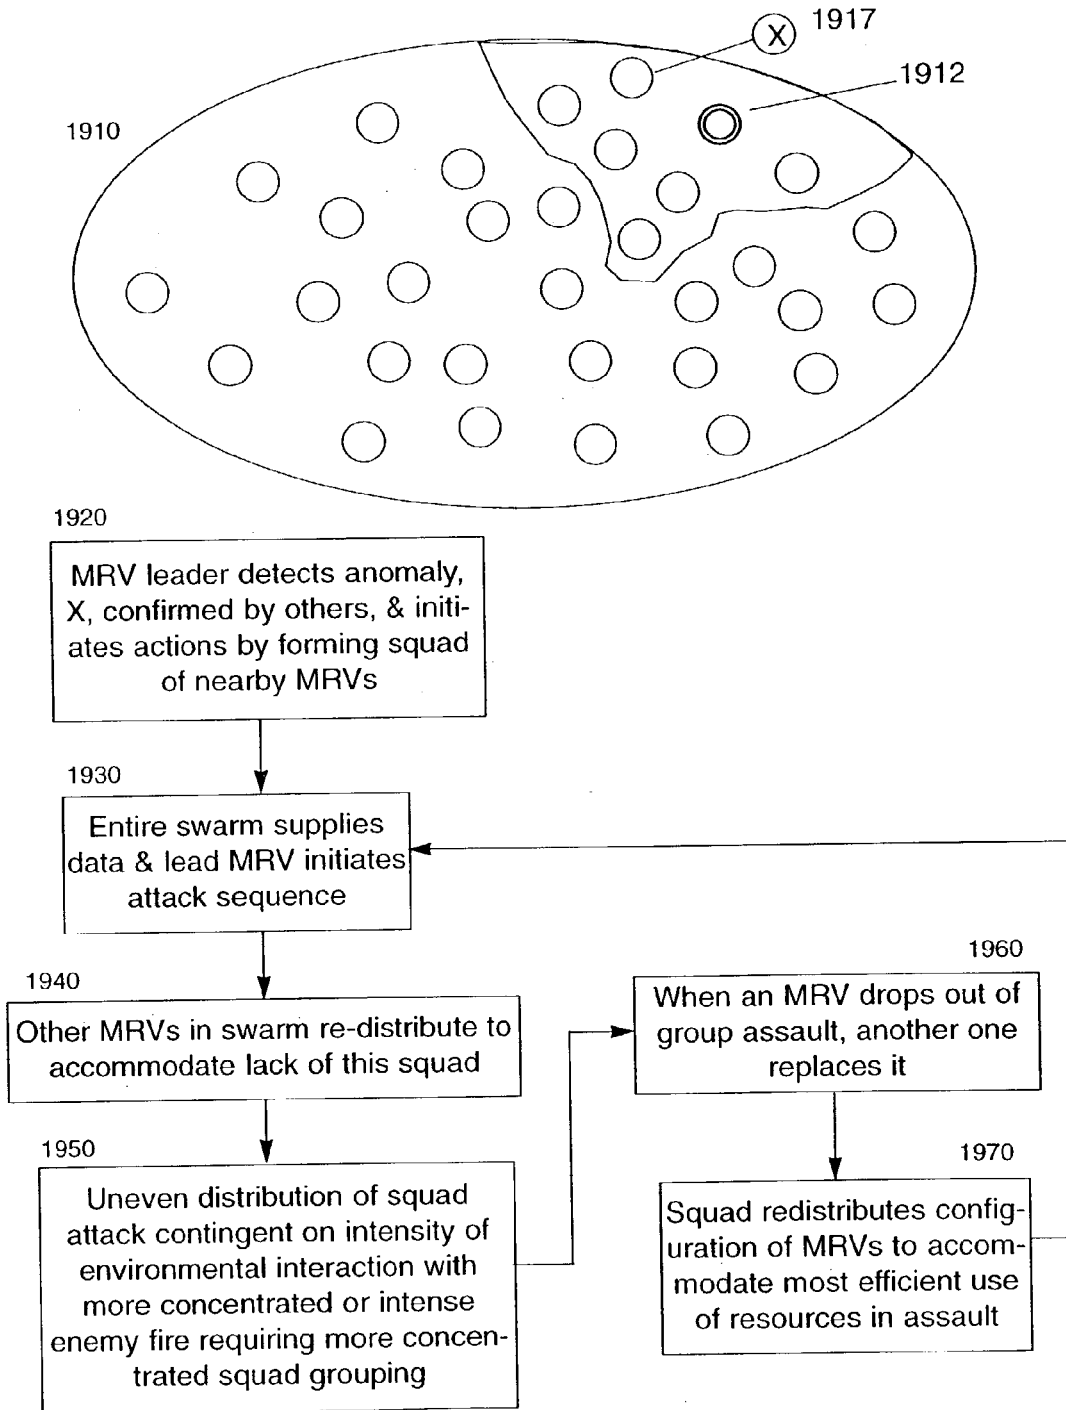 1917
X
1912
1910
1920
MRV leader detects anomaly,
X, confirmed by others, & initi-
ates actions by forming squad
of nearby MRVs
1930
Entire swarm supplies
data & lead MRV initiates
attack sequence
1940
Other MRVs in swarm re-distribute to
accommodate lack of this squad
1950
Uneven distribution of squad
attack contingent on intensity of
environmental interaction with
more concentrated or intense
enemy fire requiring more concen-
trated squad grouping
1960
When an MRV drops out of
group assault, another one
replaces it
1970
Squad redistributes config-
uration of MRVs to accom-
modate most efficient use
of resources in assault